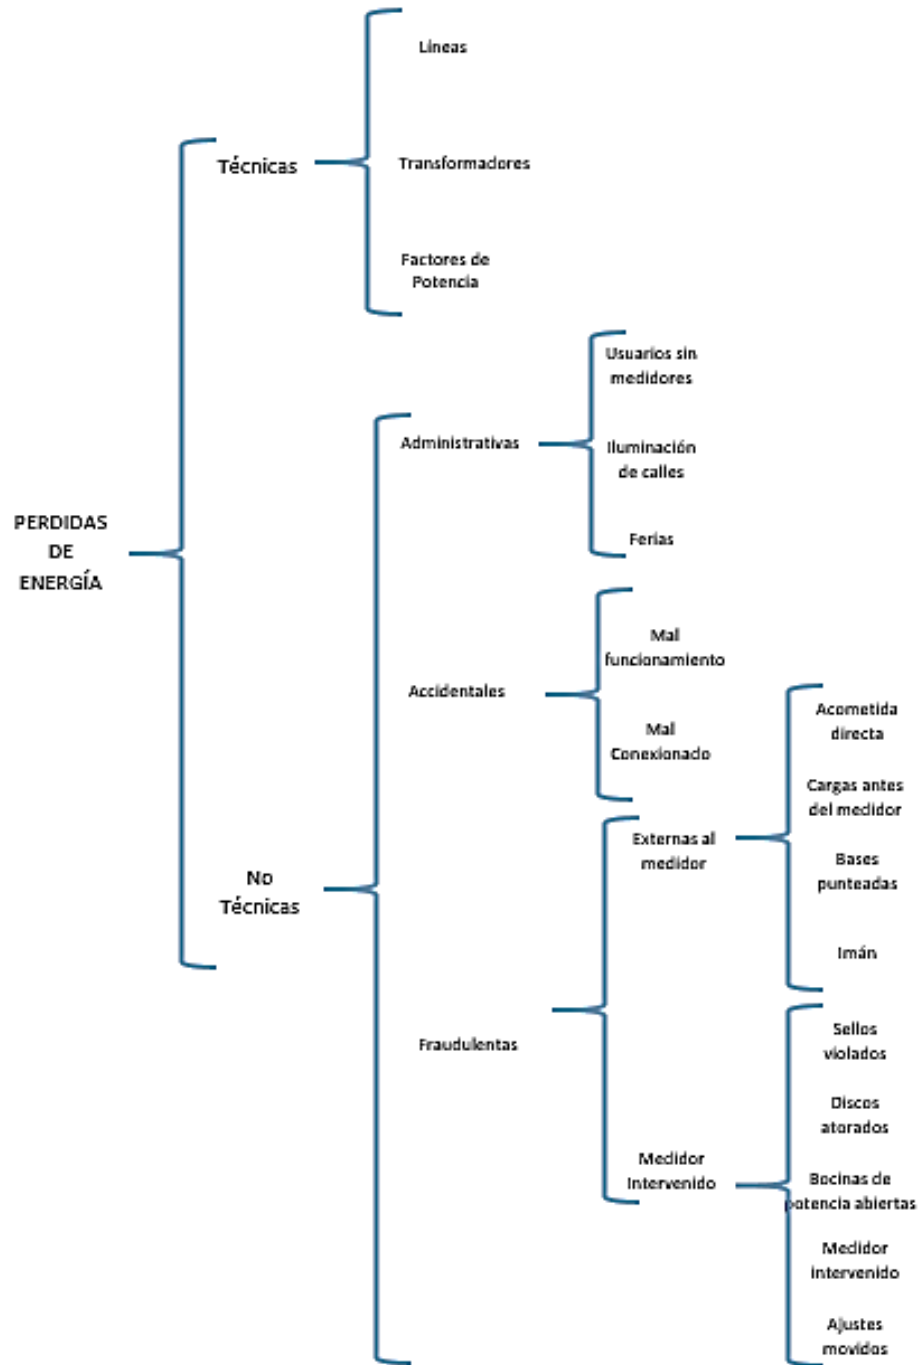 Líneas
Técnicas
Transformadores
Factores de
Potencia
Usuarios sin
medidores
Administrativas
Iluminación
de calles
Ferias
PERDIDAS
DE
ENERGÍA
Mal
funcionamiento
Accidentales
Mal
Conexionado
Acometida
directa
Cargas antes
del medidor
Externas al
medidor
Bases
punteadas
Imán
No
Técnicas
Fraudulentas
Sellos
violados
Discos
atorados
Medidor
Intervenido
Bocinas de
potencia abiertas
Medidor
intervenido
Ajustes
movidos